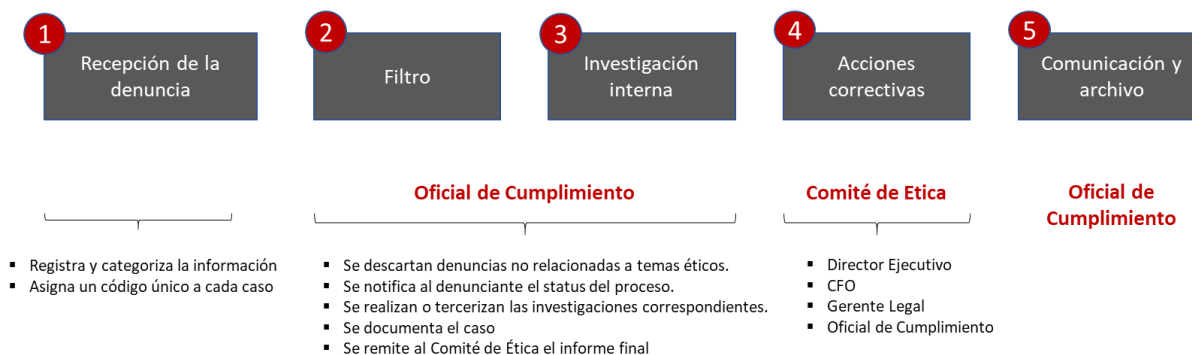 1
Recepción de la
denuncia
2
Filtro
3
Investigación
interna
4
Acciones
correctivas
5
Comunicación y
archivo
Oficial de Cumplimiento
Comité de Etica
Oficial de
Cumplimiento
▪ Registra y categoriza la información
▪ Asigna un código único a cada caso
▪ Se descartan denuncias no relacionadas a temas éticos.
▪ Se notifica al denunciante el status del proceso.
▪ Se realizan o tercerizan las investigaciones correspondientes.
▪ Se documenta el caso
▪ Se remite al Comité de Ética el informe final
▪ Director Ejecutivo
▪ CFO
▪ Gerente Legal
▪ Oficial de Cumplimiento